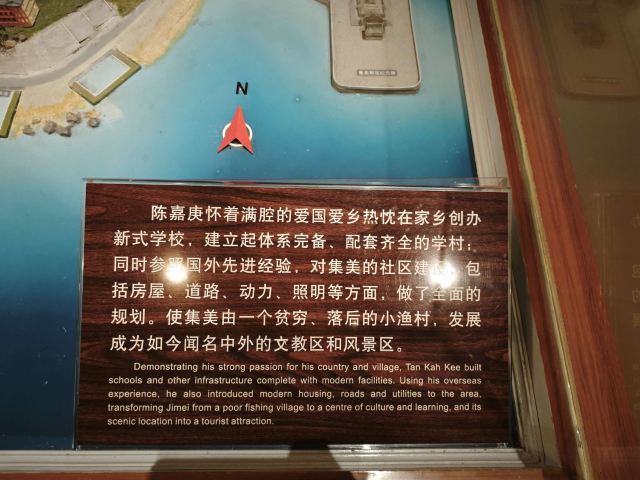 N
陈嘉庚怀着满腔的爱国爱乡热忱在家乡创办
新式学校，建立起体系完备、配套齐全的学村；
同时参照国外先进经验，对集美的社区建设，包
括房屋、道路、动力、照明等方面，做了全面的
规划。使集美由一个贫穷、落后的小渔村，发展
成为如今闻名中外的文教区和风景区。
Demonstrating his strong passion for his country and village, Tan Kah Kee built
schools and other infrastructure complete with modern facilities. Using his overseas
experience, he also introduced modern housing, roads and utilities to the area,
transforming Jimei from a poor fishing village to a centre of culture and learning, and its
scenic location into a tourist attraction.